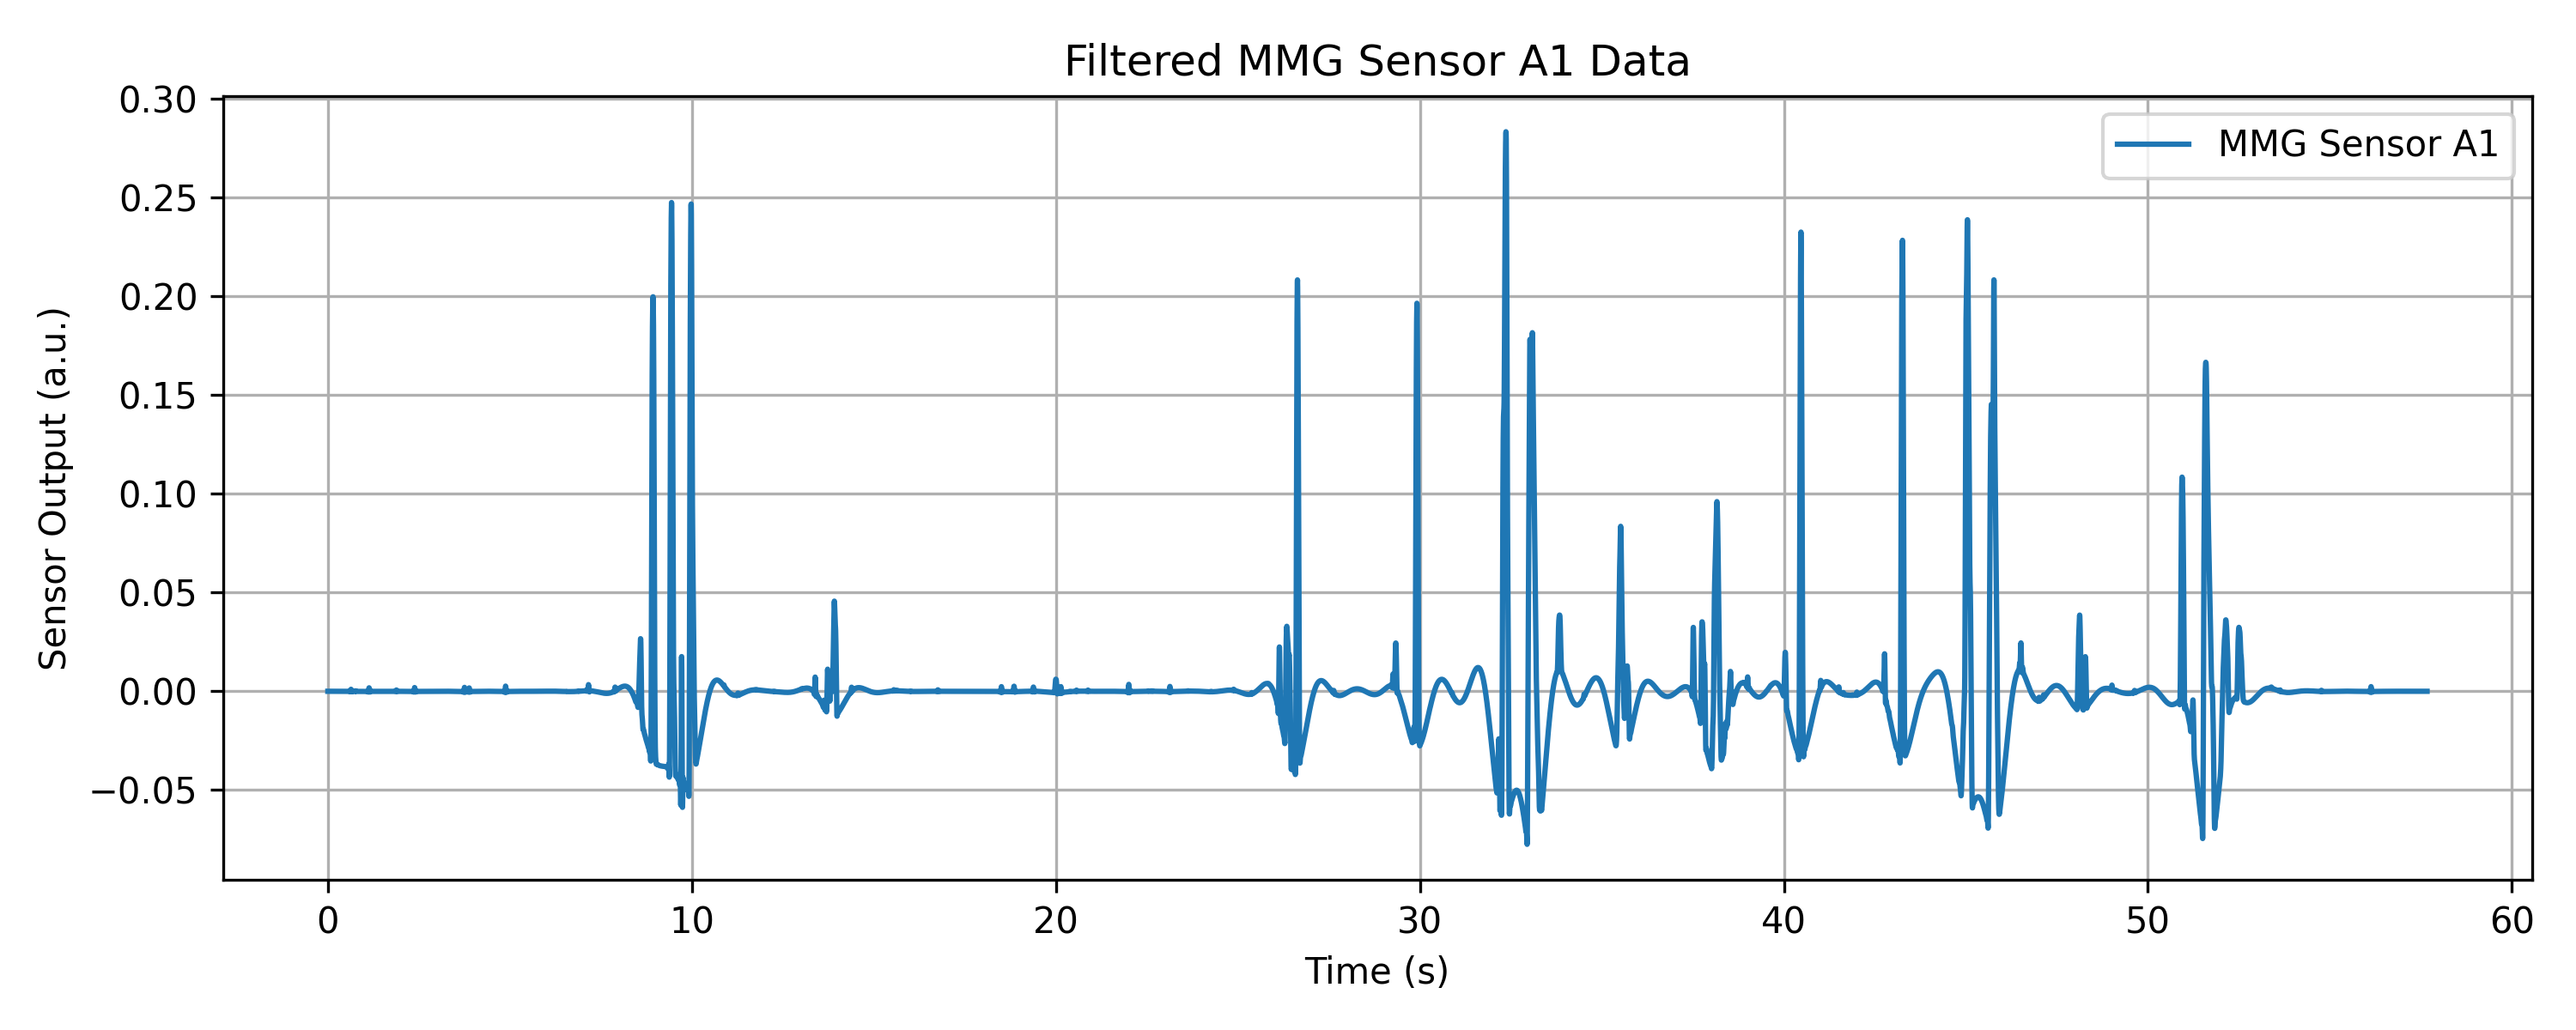 Filtered MMG Sensor A1 Data
MMG Sensor A1
Sensor Output (a.u.)
0.30
0.25
0.20
0.15
0.10
0.05
0.00
−0.05
0 10 20 30 40 50 60
Time (s)